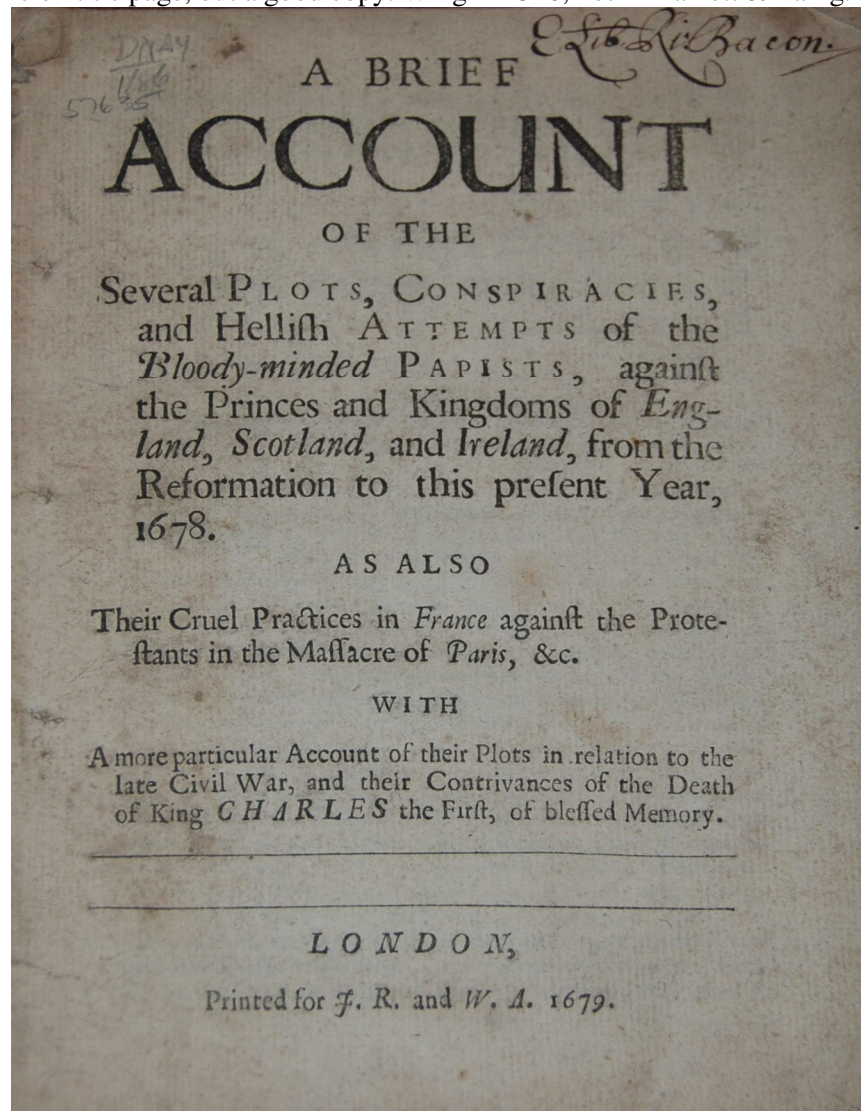 E Lib Ri: Bacon.
A BRIEF
57635
ACCOUNT
OF THE
Several PLOTS, CONSPIRACIES,
and Helliſh ATTEMPTS of the
Bloody-minded PAPISTS, againſt
the Princes and Kingdoms of Eng-
land, Scotland, and Ireland, from the
Reformation to this preſent Year,
1678.
AS ALSO
Their Cruel Practices in France againſt the Prote-
ſtants in the Maſſacre of Paris, &c.
WITH
A more particular Account of their Plots in relation to the
late Civil War, and their Contrivances of the Death
of King CHARLES the Firſt, of bleſſed Memory.
LONDON,
Printed for J. R. and W. A. 1679.